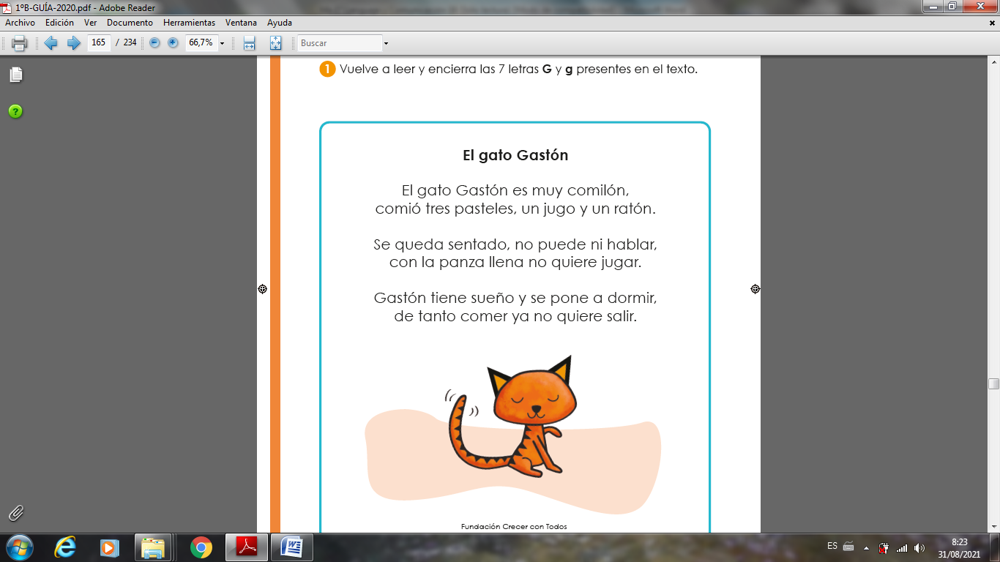 1ºB-GUÍA-2020.pdf - Adobe Reader
Archivo Edición Ver Documento Herramientas Ventana Ayuda
165 / 234 66,7% Buscar
1 Vuelve a leer y encierra las 7 letras G y g presentes en el texto.
El gato Gastón
El gato Gastón es muy comilón,
comió tres pasteles, un jugo y un ratón.
Se queda sentado, no puede ni hablar,
con la panza llena no quiere jugar.
Gastón tiene sueño y se pone a dormir,
de tanto comer ya no quiere salir.
Fundación Crecer con Todos
ES 8:23
31/08/2021